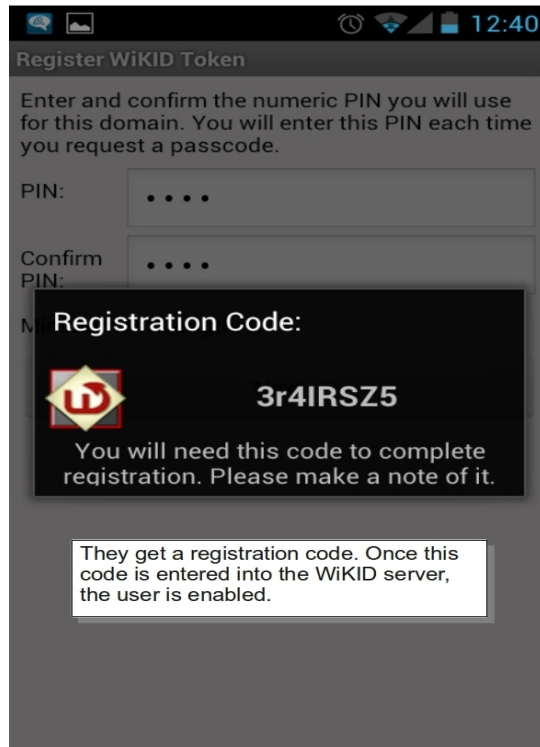 12:40
Register WiKID Token
Enter and confirm the numeric PIN you will use
for this domain. You will enter this PIN each time
you request a passcode.
PIN:
Confirm
PIN:
Registration Code:
3r4IRSZ5
You will need this code to complete
registration. Please make a note of it.
They get a registration code. Once this
code is entered into the WiKID server,
the user is enabled.